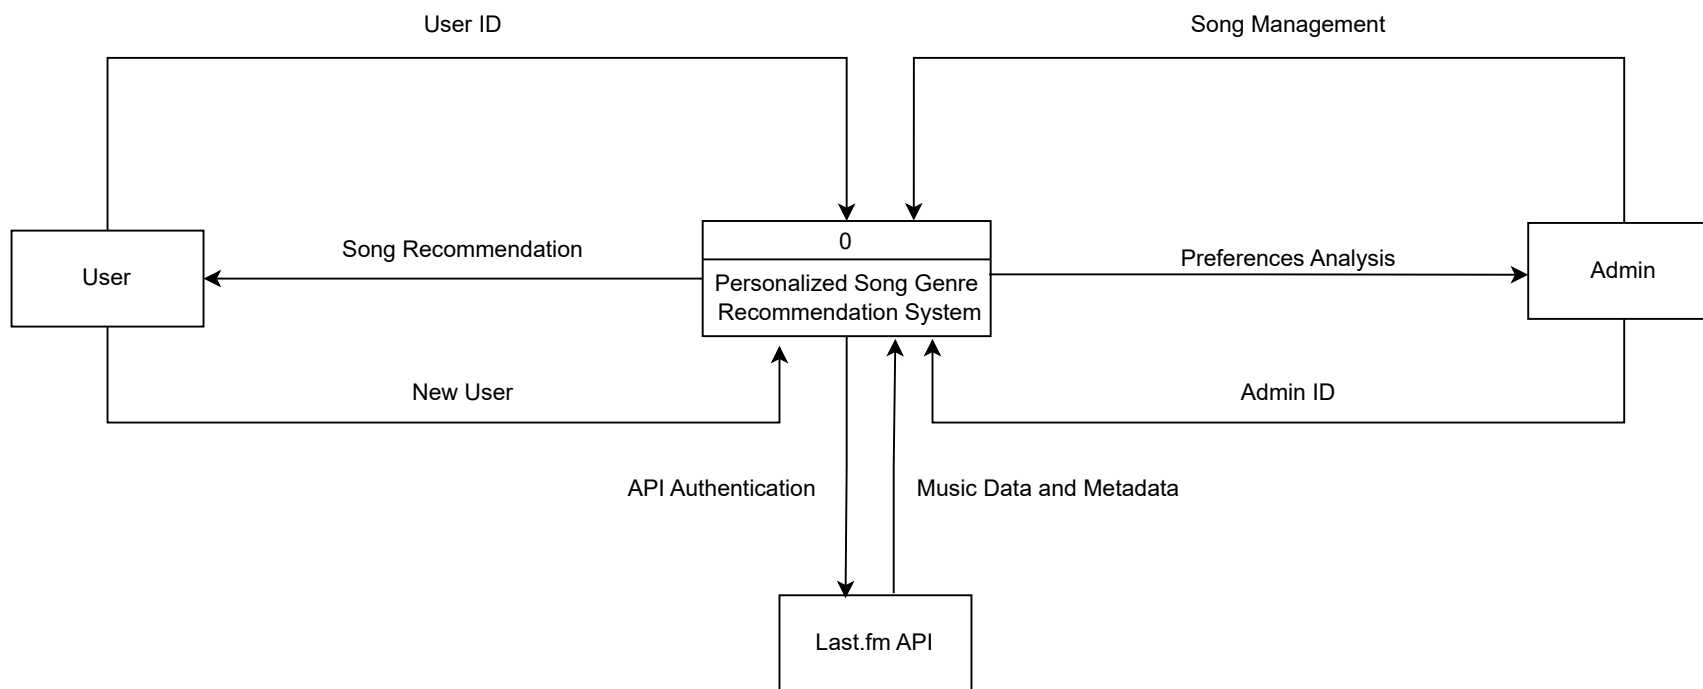 User ID
Song Management
0
Song Recommendation
Personalized Song Genre
Recommendation System
Preferences Analysis
User
Admin
New User
Admin ID
API Authentication
Music Data and Metadata
Last.fm API